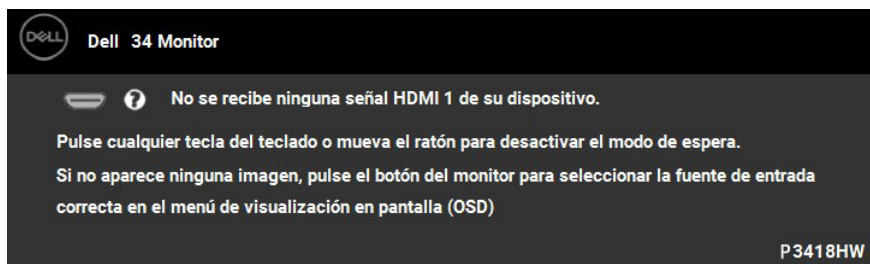 DELL
Dell 34 Monitor
? No se recibe ninguna señal HDMI 1 de su dispositivo.
Pulse cualquier tecla del teclado o mueva el ratón para desactivar el modo de espera.
Si no aparece ninguna imagen, pulse el botón del monitor para seleccionar la fuente de entrada
correcta en el menú de visualización en pantalla (OSD)
P3418HW